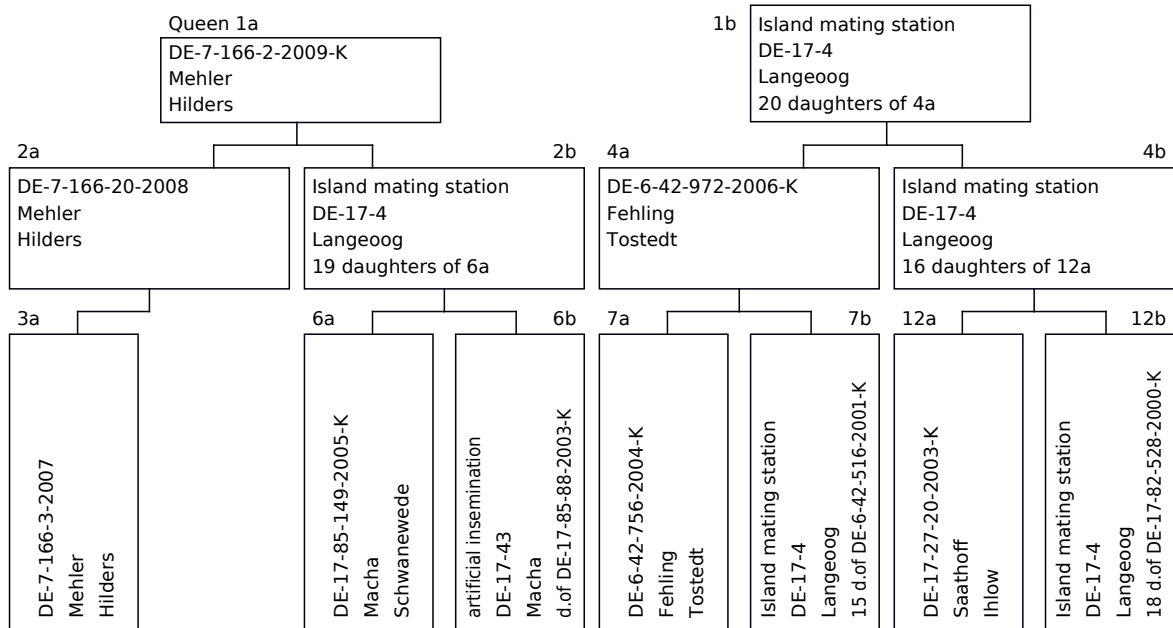 Queen 1a
DE-7-166-2-2009-K
Mehler
Hilders
1b
Island mating station
DE-17-4
Langeoog
20 daughters of 4a
2a
DE-7-166-20-2008
Mehler
Hilders
2b
Island mating station
DE-17-4
Langeoog
19 daughters of 6a
4a
DE-6-42-972-2006-K
Fehling
Tostedt
4b
Island mating station
DE-17-4
Langeoog
16 daughters of 12a
3a
DE-7-166-3-2007
Mehler
Hilders
6a
DE-17-85-149-2005-K
Macha
Schwanewede
6b
artificial insemination
DE-17-43
Macha
d.of DE-17-85-88-2003-K
7a
DE-6-42-756-2004-K
Fehling
Tostedt
7b
Island mating station
DE-17-4
Langeoog
15 d.of DE-6-42-516-2001-K
12a
DE-17-27-20-2003-K
Saathoff
Ihlow
12b
Island mating station
DE-17-4
Langeoog
18 d.of DE-17-82-528-2000-K